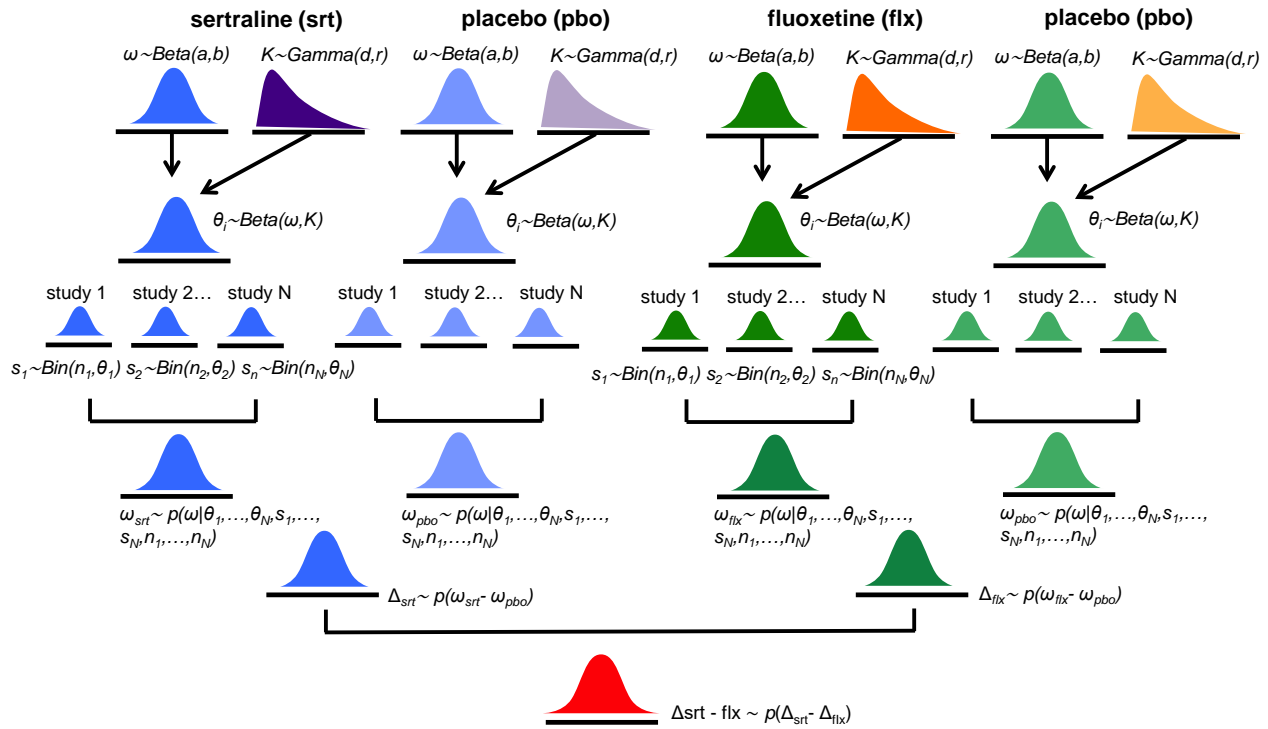 sertraline (srt)
placebo (pbo)
fluoxetine (flx)
placebo (pbo)
ω~Beta(a,b)
K~Gamma(d,r)
ω~Beta(a,b)
K~Gamma(d,r)
ω~Beta(a,b)
K~Gamma(d,r)
ω~Beta(a,b)
K~Gamma(d,r)
θi~Beta(ω,K)
θi~Beta(ω,K)
θi~Beta(ω,K)
θi~Beta(ω,K)
study 1
study 2…
study N
study 1
study 2...
study N
study 1
study 2…
study N
study 1
study 2…
study N
s1~Bin(n1,θ1)
s2~Bin(n2,θ2)
sn~Bin(nN,θN)
s1~Bin(n1,θ1)
s2~Bin(n2,θ2)
sn~Bin(nN,θN)
ωsrt~ p(ω|θ1,…,θN,s1,…,
sN,n1,…,nN)
ωpbo~ p(ω|θ1,…,θN,s1,…,
sN,n1,…,nN)
ωflx~ p(ω|θ1,…,θN,s1,…,
sN,n1,…,nN)
ωpbo~ p(ω|θ1,…,θN,s1,…,
sN,n1,…,nN)
Δsrt~ p(ωsrt- ωpbo)
Δflx~ p(ωflx- ωpbo)
Δsrt - flx ~ p(Δsrt- Δflx)